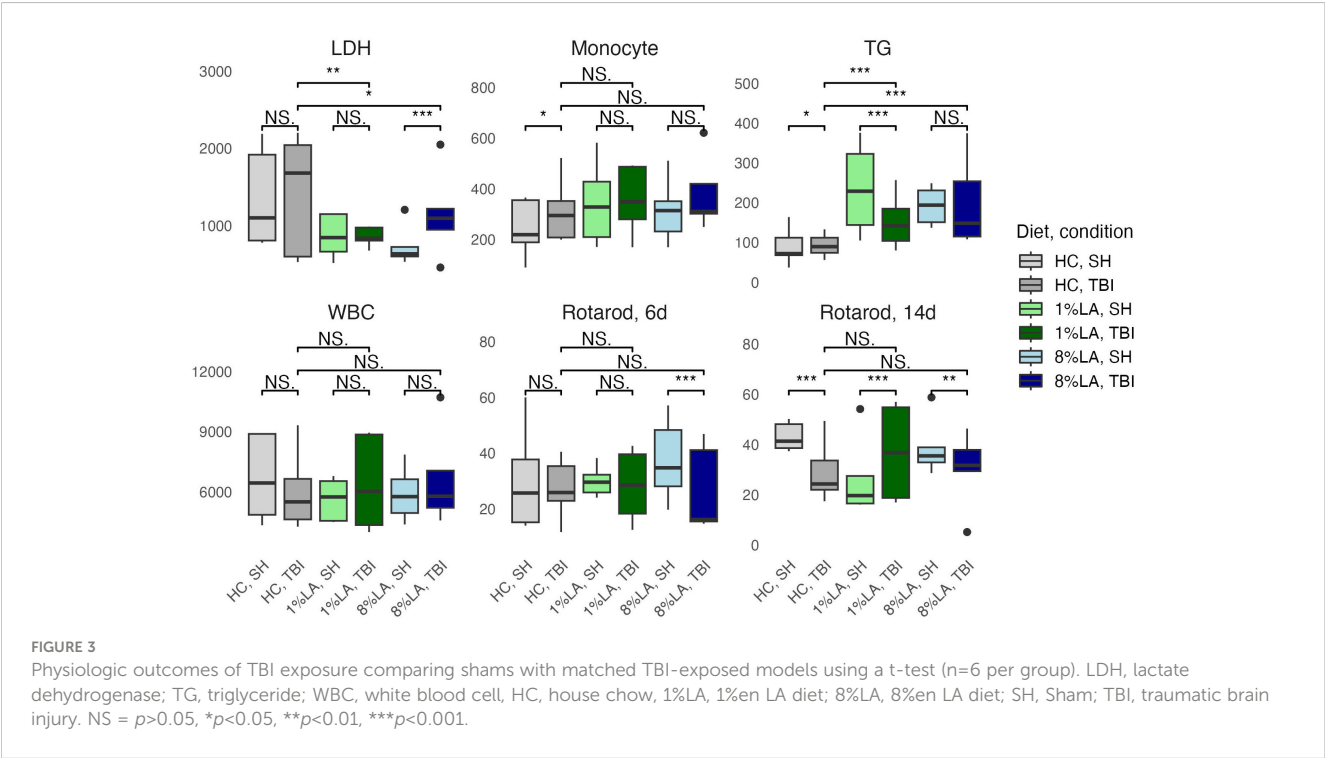 LDH
3000
2000
1000
**
*
NS.
NS.
***
Monocyte
800
600
400
200
NS.
NS.
*
NS.
NS.
TG
500
400
300
200
100
0
***
***
*
***
NS.
Diet, condition
HC, SH
HC, TBI
1%LA, SH
1%LA, TBI
8%LA, SH
8%LA, TBI
WBC
12000
9000
6000
NS.
NS.
NS.
NS.
NS.
HC, SH
HC, TBI
1%LA, SH
1%LA, TBI
8%LA, SH
8%LA, TBI
Rotarod, 6d
80
60
40
20
NS.
NS.
NS.
NS.
***
HC, SH
HC, TBI
1%LA, SH
1%LA, TBI
8%LA, SH
8%LA, TBI
Rotarod, 14d
80
60
40
20
0
NS.
NS.
***
***
**
HC, SH
HC, TBI
1%LA, SH
1%LA, TBI
8%LA, SH
8%LA, TBI
FIGURE 3
Physiologic outcomes of TBI exposure comparing shams with matched TBI-exposed models using a t-test (n=6 per group). LDH, lactate
dehydrogenase; TG, triglyceride; WBC, white blood cell, HC, house chow, 1%LA, 1%en LA diet; 8%LA, 8%en LA diet; SH, Sham; TBI, traumatic brain
injury. NS = p>0.05, *p<0.05, **p<0.01, ***p<0.001.